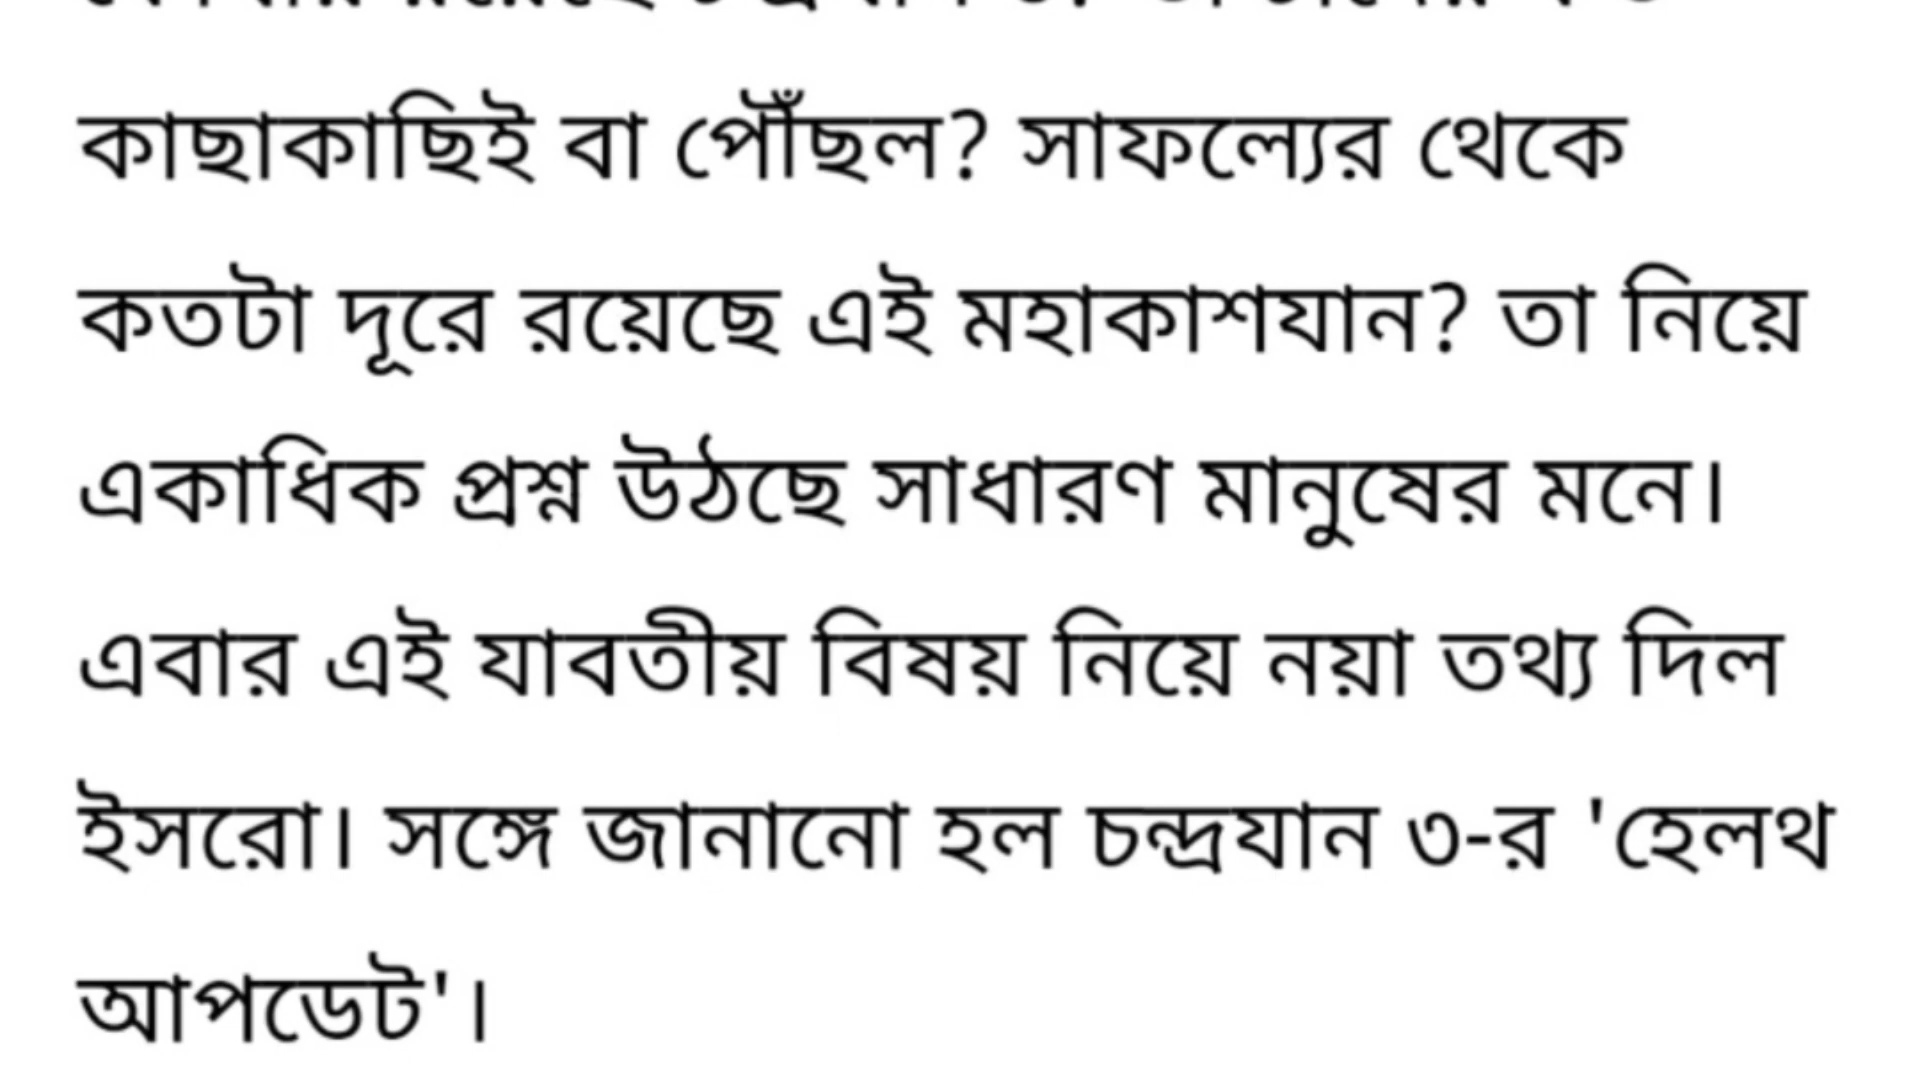 কাছাকাছিই বা পৌঁছল? সাফল্যের থেকে
কতটা দূরে রয়েছে এই মহাকাশযান? তা নিয়ে
একাধিক প্রশ্ন উঠছে সাধারণ মানুষের মনে।
এবার এই যাবতীয় বিষয় নিয়ে নয়া তথ্য দিল
ইসরো। সঙ্গে জানানো হল চন্দ্রযান ৩-র 'হেলথ
আপডেট'।